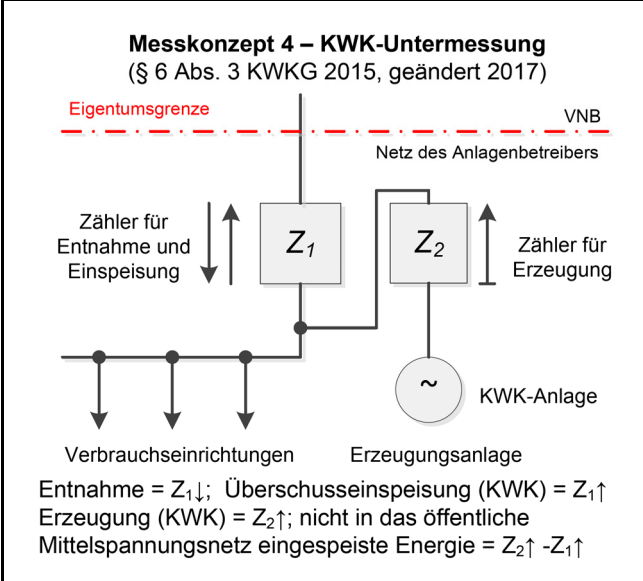 Messkonzept 4 – KWK-Untermessung
(§ 6 Abs. 3 KWKG 2015, geändert 2017)
Eigentumsgrenze
VNB
Netz des Anlagenbetreibers
Zähler für
Entnahme und
Einspeisung
Z₁
Z₂
Zähler für
Erzeugung
~
KWK-Anlage
Verbrauchseinrichtungen
Erzeugungsanlage
Entnahme = Z₁↓; Überschusseinspeisung (KWK) = Z₁↑
Erzeugung (KWK) = Z₂↑; nicht in das öffentliche
Mittelspannungsnetz eingespeiste Energie = Z₂↑ -Z₁↑